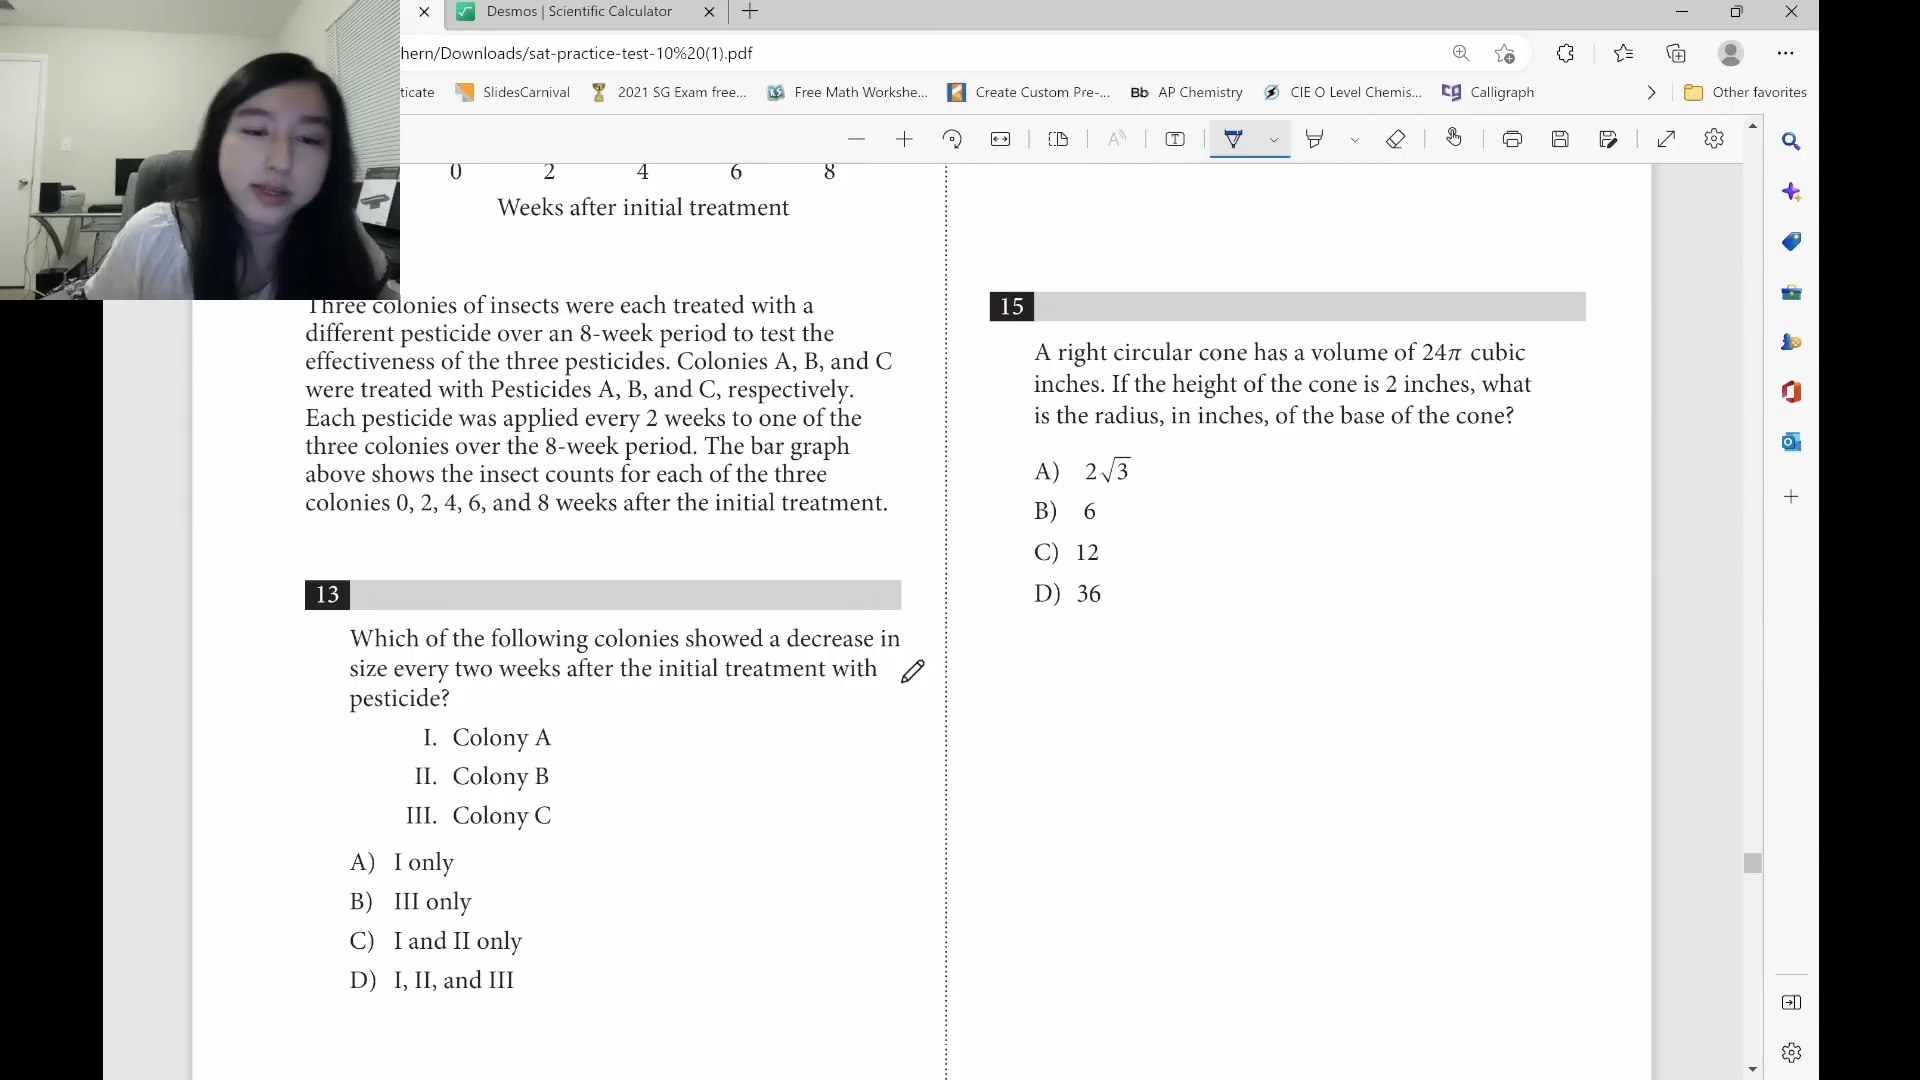 Desmos | Scientific Calculator
hern/Downloads/sat-practice-test-10%20(1).pdf
ticate
SlidesCarnival
2021 SG Exam free...
Free Math Workshe...
Create Custom Pre-...
Bb AP Chemistry
CIE O Level Chemis...
Calligraph
Other favorites
0 2 4 6 8
Weeks after initial treatment
Three colonies of insects were each treated with a
different pesticide over an 8-week period to test the
effectiveness of the three pesticides. Colonies A, B, and C
were treated with Pesticides A, B, and C, respectively.
Each pesticide was applied every 2 weeks to one of the
three colonies over the 8-week period. The bar graph
above shows the insect counts for each of the three
colonies 0, 2, 4, 6, and 8 weeks after the initial treatment.
13
Which of the following colonies showed a decrease in
size every two weeks after the initial treatment with
pesticide?
I. Colony A
II. Colony B
III. Colony C
A) I only
B) III only
C) I and II only
D) I, II, and III
15
A right circular cone has a volume of 24π cubic
inches. If the height of the cone is 2 inches, what
is the radius, in inches, of the base of the cone?
A) 2√3
B) 6
C) 12
D) 36